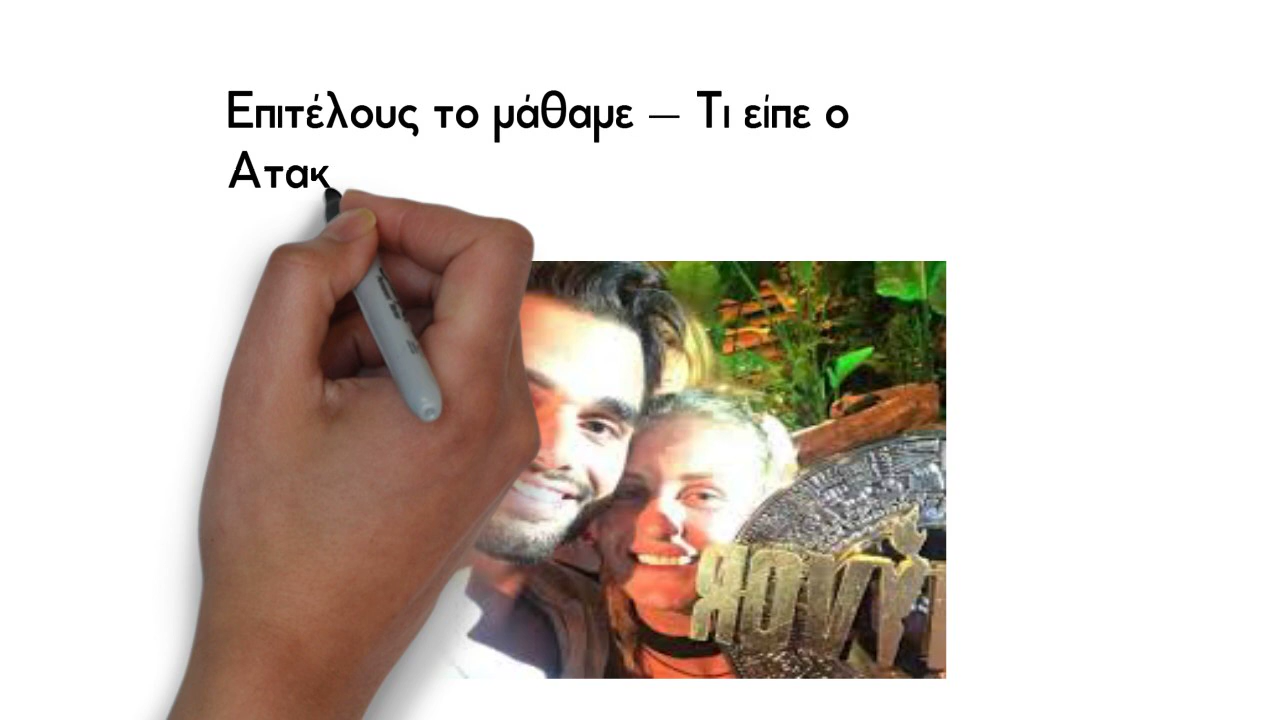 Επιτέλους το μάθαμε – Τι είπε ο
Ατακ